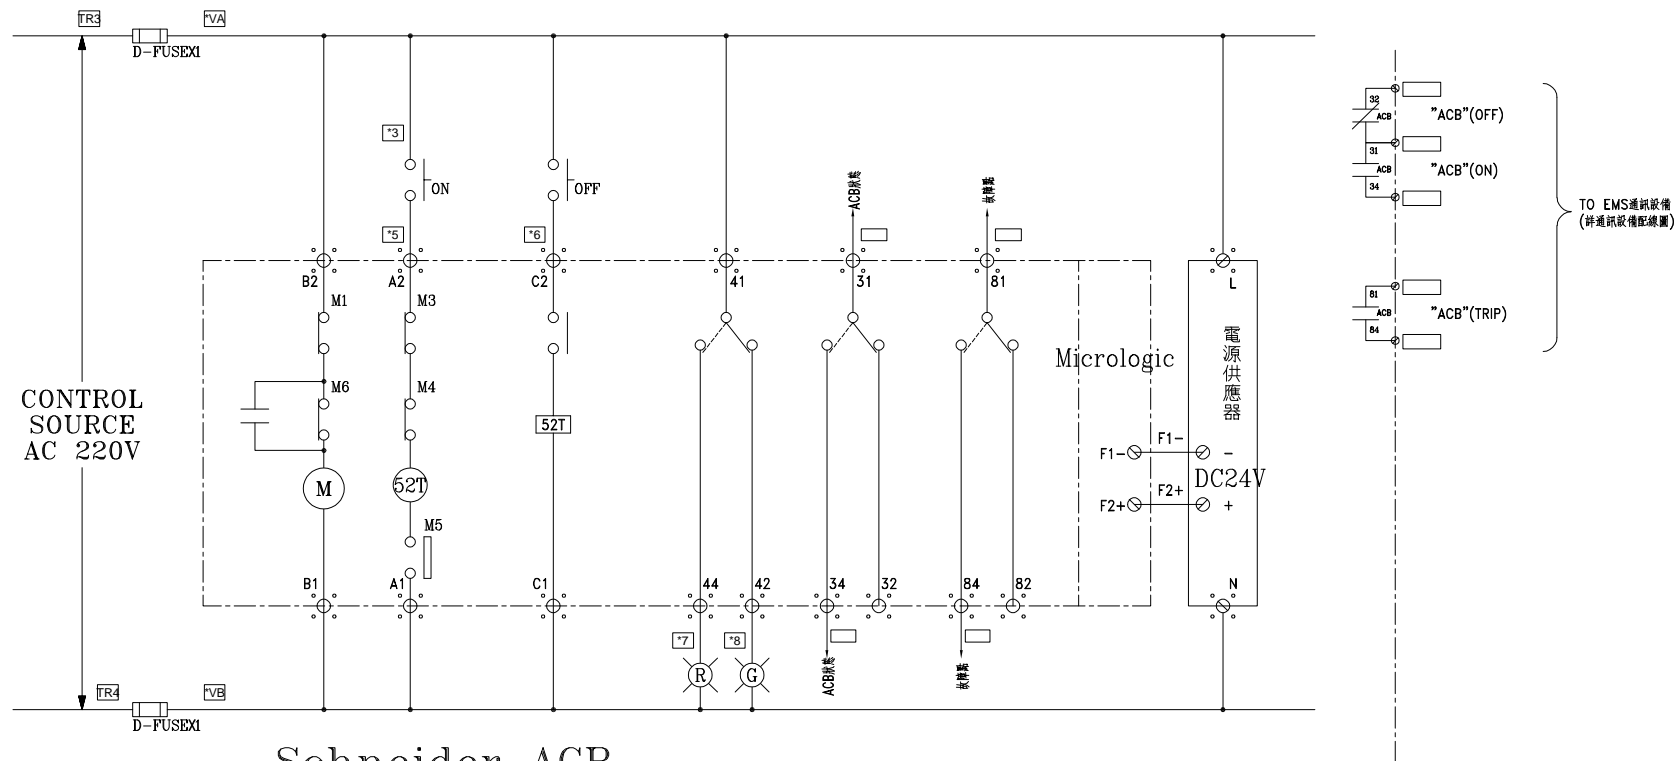 TR3
*VA
D-FUSEX1
*3
ON
OFF
*5
*6
ACB狀態
故障點
B2
A2
C2
41
31
81
L
M1
M3
電源供應器
Micrologic
M6
M4
CONTROL
SOURCE
AC 220V
52T
F1-
F1-
-
M
52T
DC24V
F2+
F2+
+
M5
B1
A1
C1
44
42
34
32
84
82
N
*7
*8
R
G
ACB狀態
故障點
TR4
*VB
D-FUSEX1
Schneider ACB
32
ACB
"ACB"(OFF)
31
ACB
"ACB"(ON)
34
TO EMS通訊設備
(詳通訊設備配線圖)
81
ACB
"ACB"(TRIP)
84